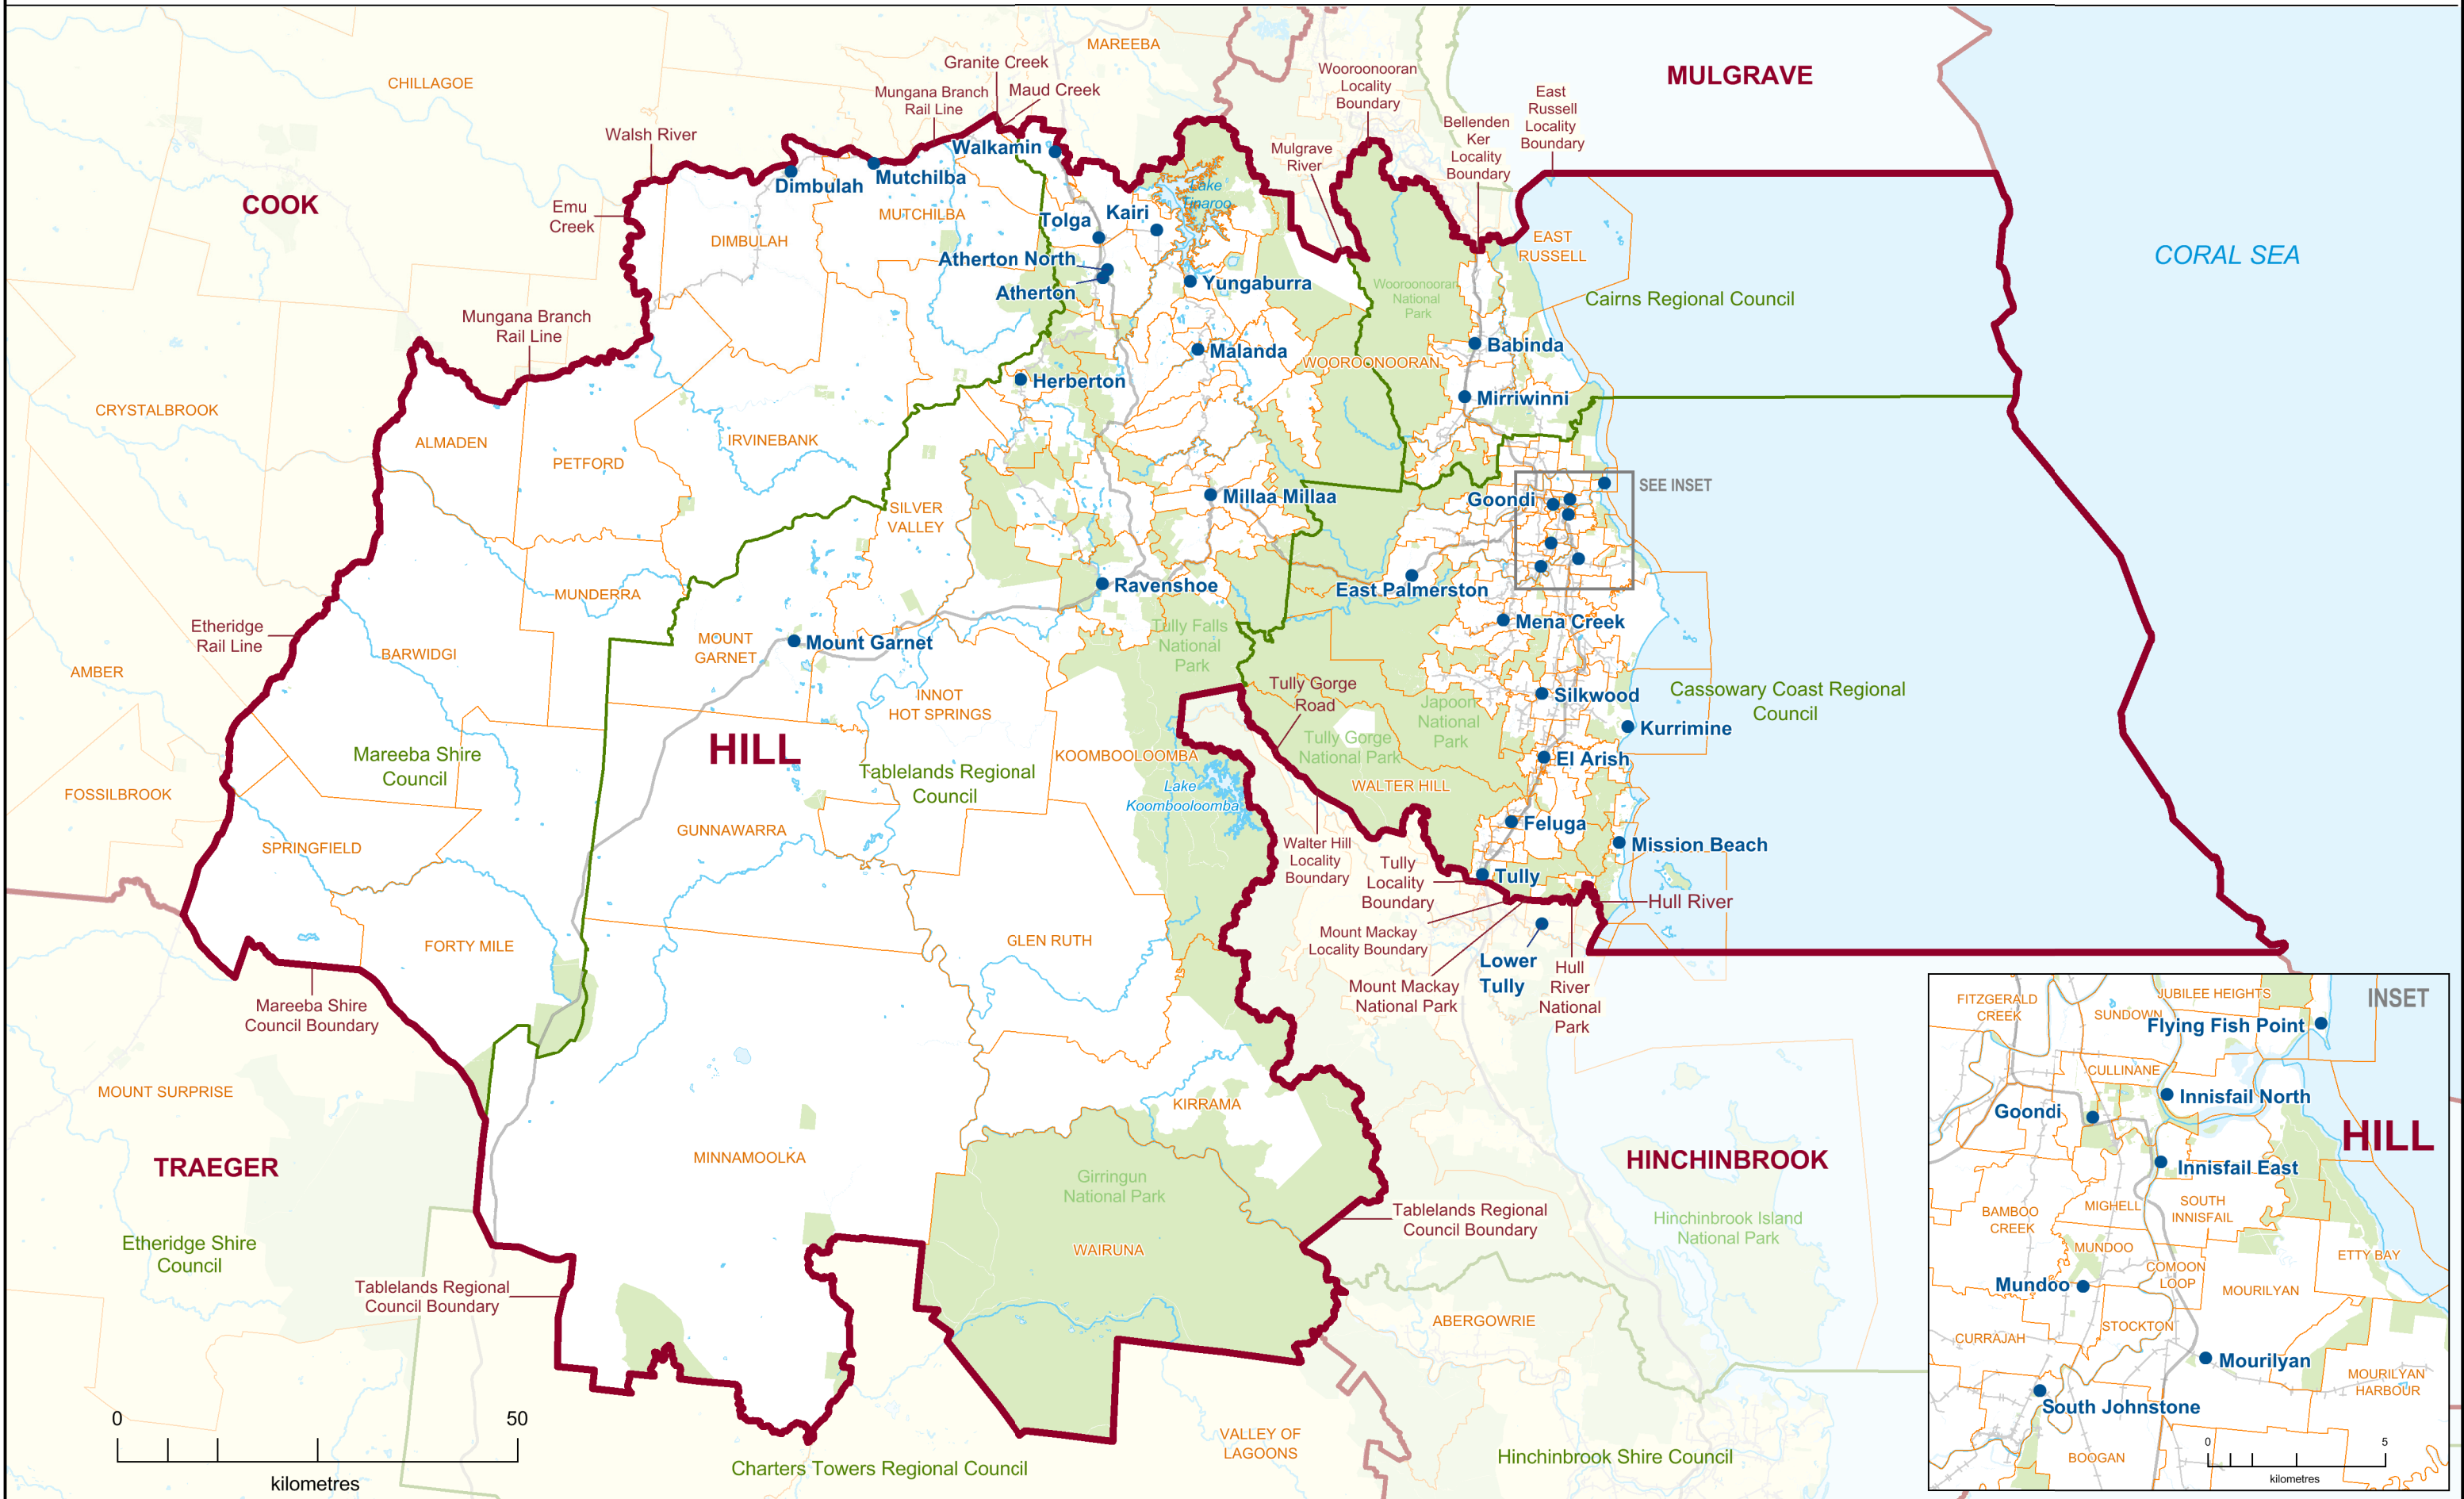 MAREEBA
CHILLAGOE
Granite Creek
Mungana Branch
Rail Line
Maud Creek
Wooroonooran
Locality
Boundary
MULGRAVE
East
Russell
Locality
Boundary
Bellenden
Ker
Locality
Boundary
Mulgrave
River
Walsh River
Walkamin
Dimbulah
Mutchilba
COOK
Emu
Creek
MUTCHILBA
DIMBULAH
Lake
Tinaroo
Tolga
Kairi
EAST
RUSSELL
CORAL SEA
Atherton North
Atherton
Yungaburra
Wooroonooran
National
Park
Cairns Regional Council
Mungana Branch
Rail Line
Malanda
WOOROONOORAN
Babinda
Herberton
Mirriwinni
CRYSTALBROOK
ALMADEN
PETFORD
IRVINEBANK
SILVER
VALLEY
Millaa Millaa
Goondi
SEE INSET
Ravenshoe
East Palmerston
MUNDERRA
Etheridge
Rail Line
BARWIDGI
MOUNT
GARNET
Mount Garnet
Tully Falls
National
Park
Mena Creek
AMBER
INNOT
HOT SPRINGS
Tully Gorge
Road
Japoon
National
Park
Silkwood
Cassowary Coast Regional
Council
Kurrimine
Mareeba Shire
Council
HILL
Tablelands Regional
Council
KOOMBOOLOOMBA
Lake
Koombooloomba
Tully Gorge
National Park
El Arish
WALTER HILL
FOSSILBROOK
GUNNAWARRA
SPRINGFIELD
Feluga
Mission Beach
Walter Hill
Locality
Boundary
Tully
Locality
Boundary
Tully
Hull River
FORTY MILE
GLEN RUTH
Mount Mackay
Locality Boundary
Mount Mackay
National Park
Lower
Tully
Hull
River
National
Park
Mareeba Shire
Council Boundary
MOUNT SURPRISE
KIRRAMA
MINNAMOOLKA
TRAEGER
Girringun
National Park
HINCHINBROOK
Tablelands Regional
Council Boundary
Hinchinbrook Island
National Park
Etheridge Shire
Council
WAIRUNA
Tablelands Regional
Council Boundary
ABERGOWRIE
VALLEY OF
LAGOONS
Charters Towers Regional Council
Hinchinbrook Shire Council
0 50
kilometres
INSET
FITZGERALD
CREEK
JUBILEE HEIGHTS
SUNDOWN
Flying Fish Point
CULLINANE
Innisfail North
Goondi
HILL
Innisfail East
BAMBOO
CREEK
MIGHELL
SOUTH
INNISFAIL
MUNDOO
ETTY BAY
COMOON
LOOP
Mundoo
MOURILYAN
CURRAJAH
STOCKTON
Mourilyan
MOURILYAN
HARBOUR
South Johnstone
BOOGAN
0 5
kilometres